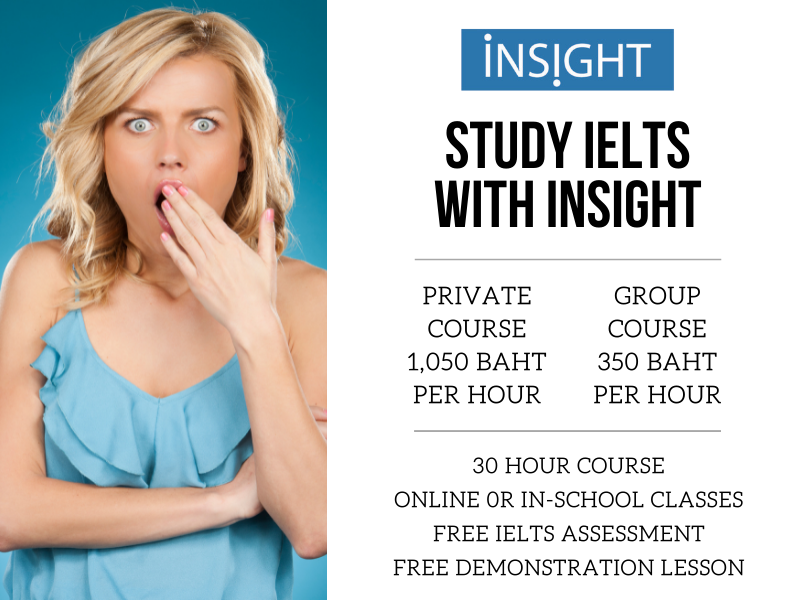 INSIGHT
STUDY IELTS
WITH INSIGHT
PRIVATE
COURSE
1,050 BAHT
PER HOUR
GROUP
COURSE
350 BAHT
PER HOUR
30 HOUR COURSE
ONLINE 0R IN-SCHOOL CLASSES
FREE IELTS ASSESSMENT
FREE DEMONSTRATION LESSON